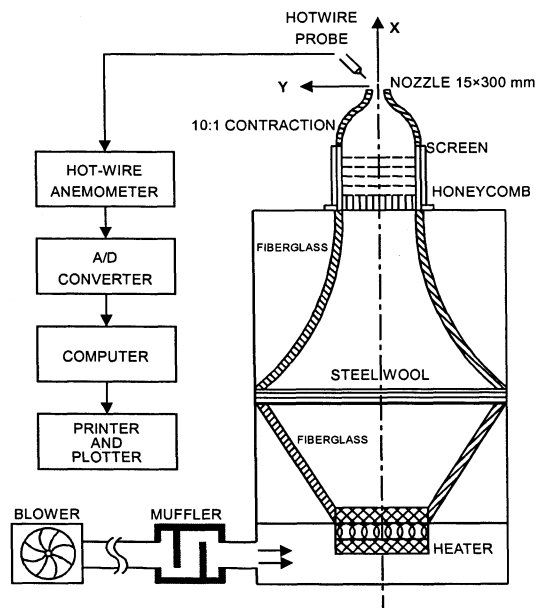 HOTWIRE
PROBE
X
Y
NOZZLE 15×300 mm
10:1 CONTRACTION
SCREEN
HOT-WIRE
ANEMOMETER
HONEYCOMB
FIBERGLASS
A/D
CONVERTER
COMPUTER
STEEL WOOL
PRINTER
AND
PLOTTER
FIBERGLASS
BLOWER
MUFFLER
HEATER